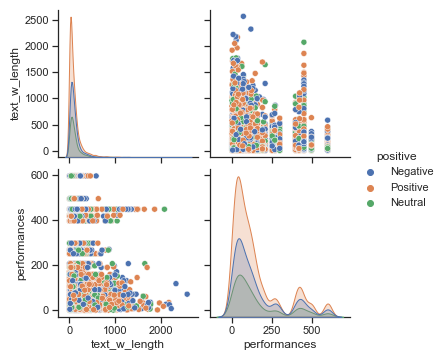 2500
2000
1500
1000
500
0
text_w_length
600
400
200
0
performances
0
1000
2000
text_w_length
0
250
500
performances
positive
Negative
Positive
Neutral